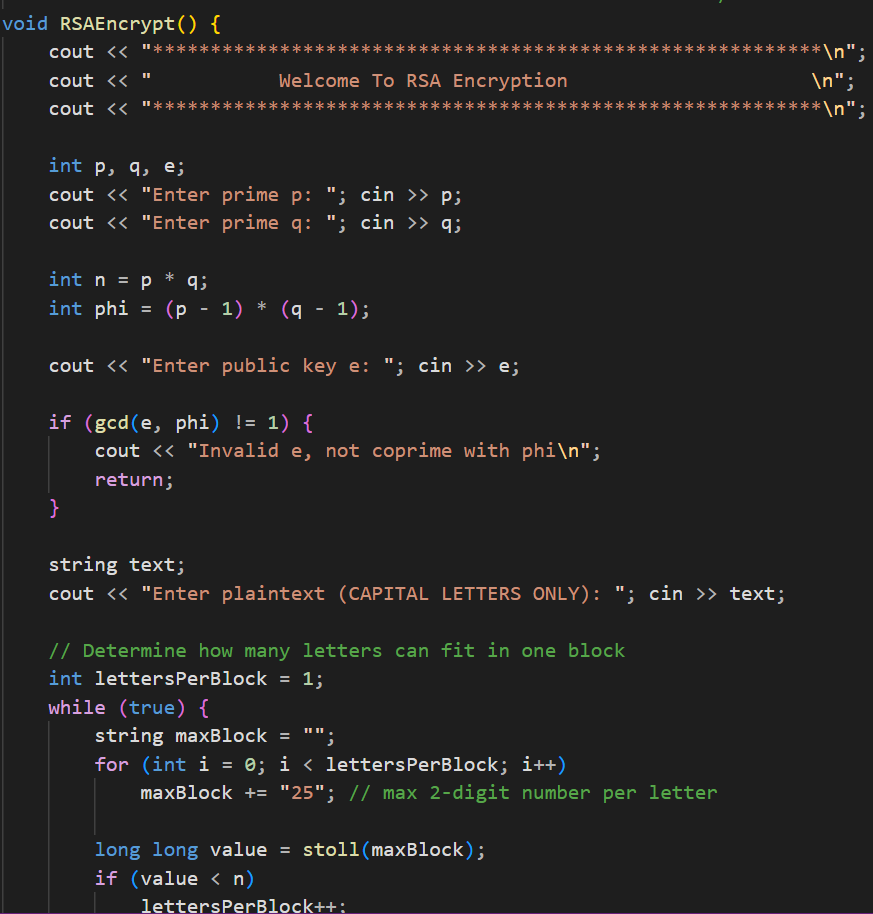 void RSAEncrypt() {
    cout << "**********************************************************\n";
    cout << "           Welcome To RSA Encryption                     \n";
    cout << "**********************************************************\n";
    int p, q, e;
    cout << "Enter prime p: "; cin >> p;
    cout << "Enter prime q: "; cin >> q;
    int n = p * q;
    int phi = (p - 1) * (q - 1);
    cout << "Enter public key e: "; cin >> e;
    if (gcd(e, phi) != 1) {
        cout << "Invalid e, not coprime with phi\n";
        return;
    }
    string text;
    cout << "Enter plaintext (CAPITAL LETTERS ONLY): "; cin >> text;
    // Determine how many letters can fit in one block
    int lettersPerBlock = 1;
    while (true) {
        string maxBlock = "";
        for (int i = 0; i < lettersPerBlock; i++)
            maxBlock += "25"; // max 2-digit number per letter
        long long value = stoll(maxBlock);
        if (value < n)
            lettersPerBlock++;